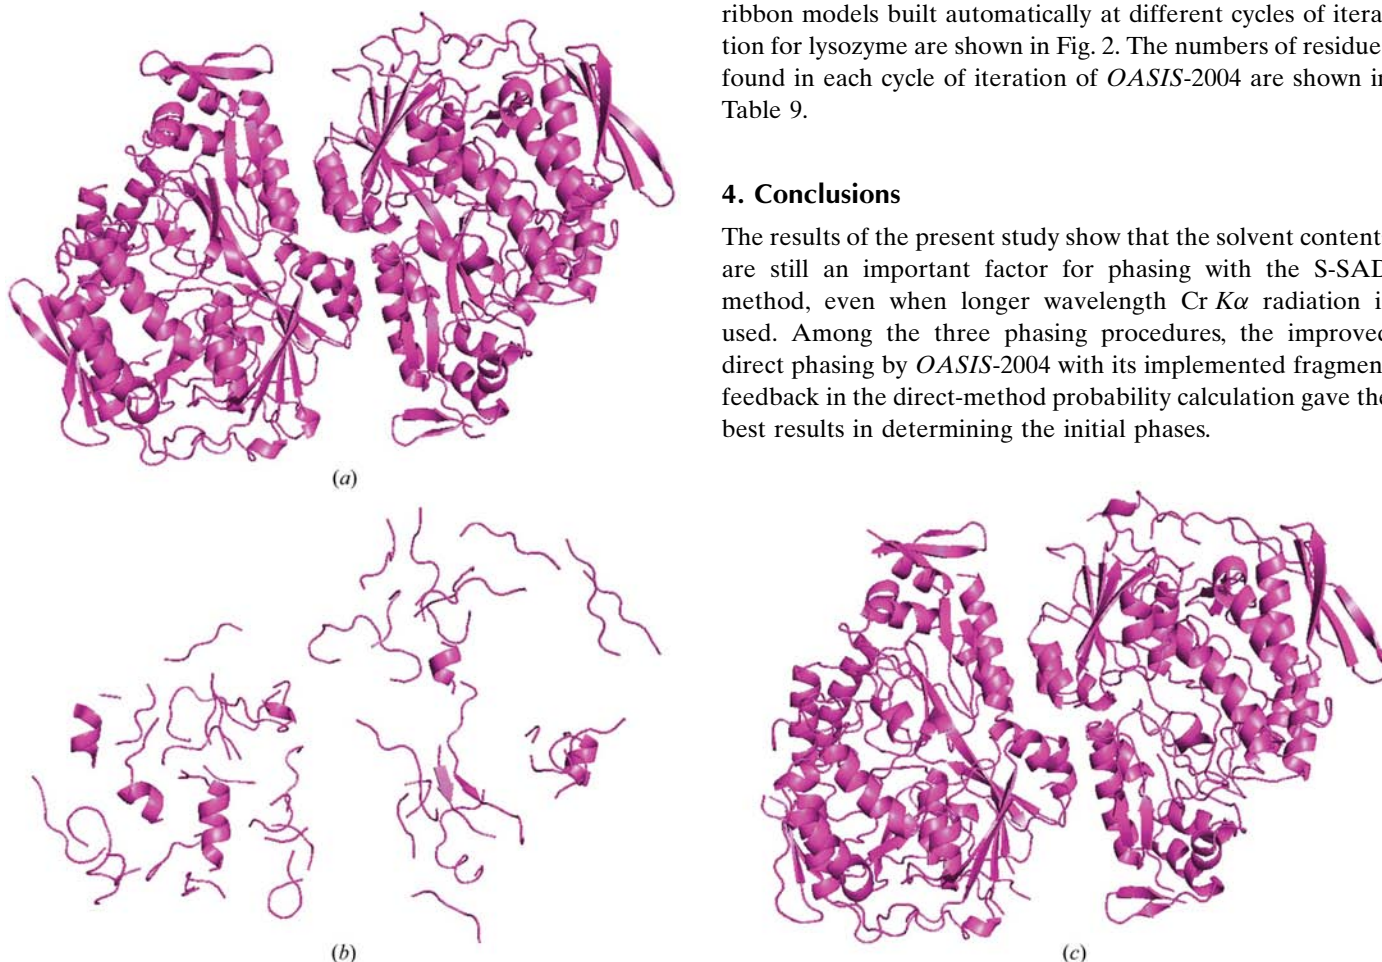 ribbon models built automatically at different cycles of itera
tion for lysozyme are shown in Fig. 2. The numbers of residue
found in each cycle of iteration of OASIS-2004 are shown in
Table 9.
4. Conclusions
The results of the present study show that the solvent content
are still an important factor for phasing with the S-SAD
method, even when longer wavelength Cr Kα radiation i
used. Among the three phasing procedures, the improved
direct phasing by OASIS-2004 with its implemented fragmen
feedback in the direct-method probability calculation gave the
best results in determining the initial phases.
(a)
(b)
(c)